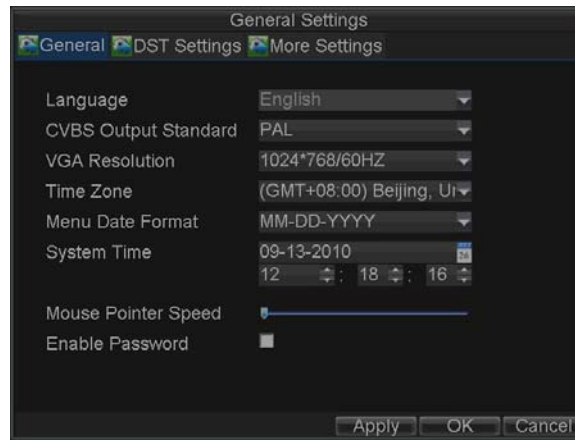 General Settings
General DST Settings More Settings
Language English
CVBS Output Standard PAL
VGA Resolution 1024*768/60HZ
Time Zone (GMT+08:00) Beijing, Ur
Menu Date Format MM-DD-YYYY
System Time 09-13-2010
12 : 18 : 16
Mouse Pointer Speed
Enable Password
Apply OK Cancel